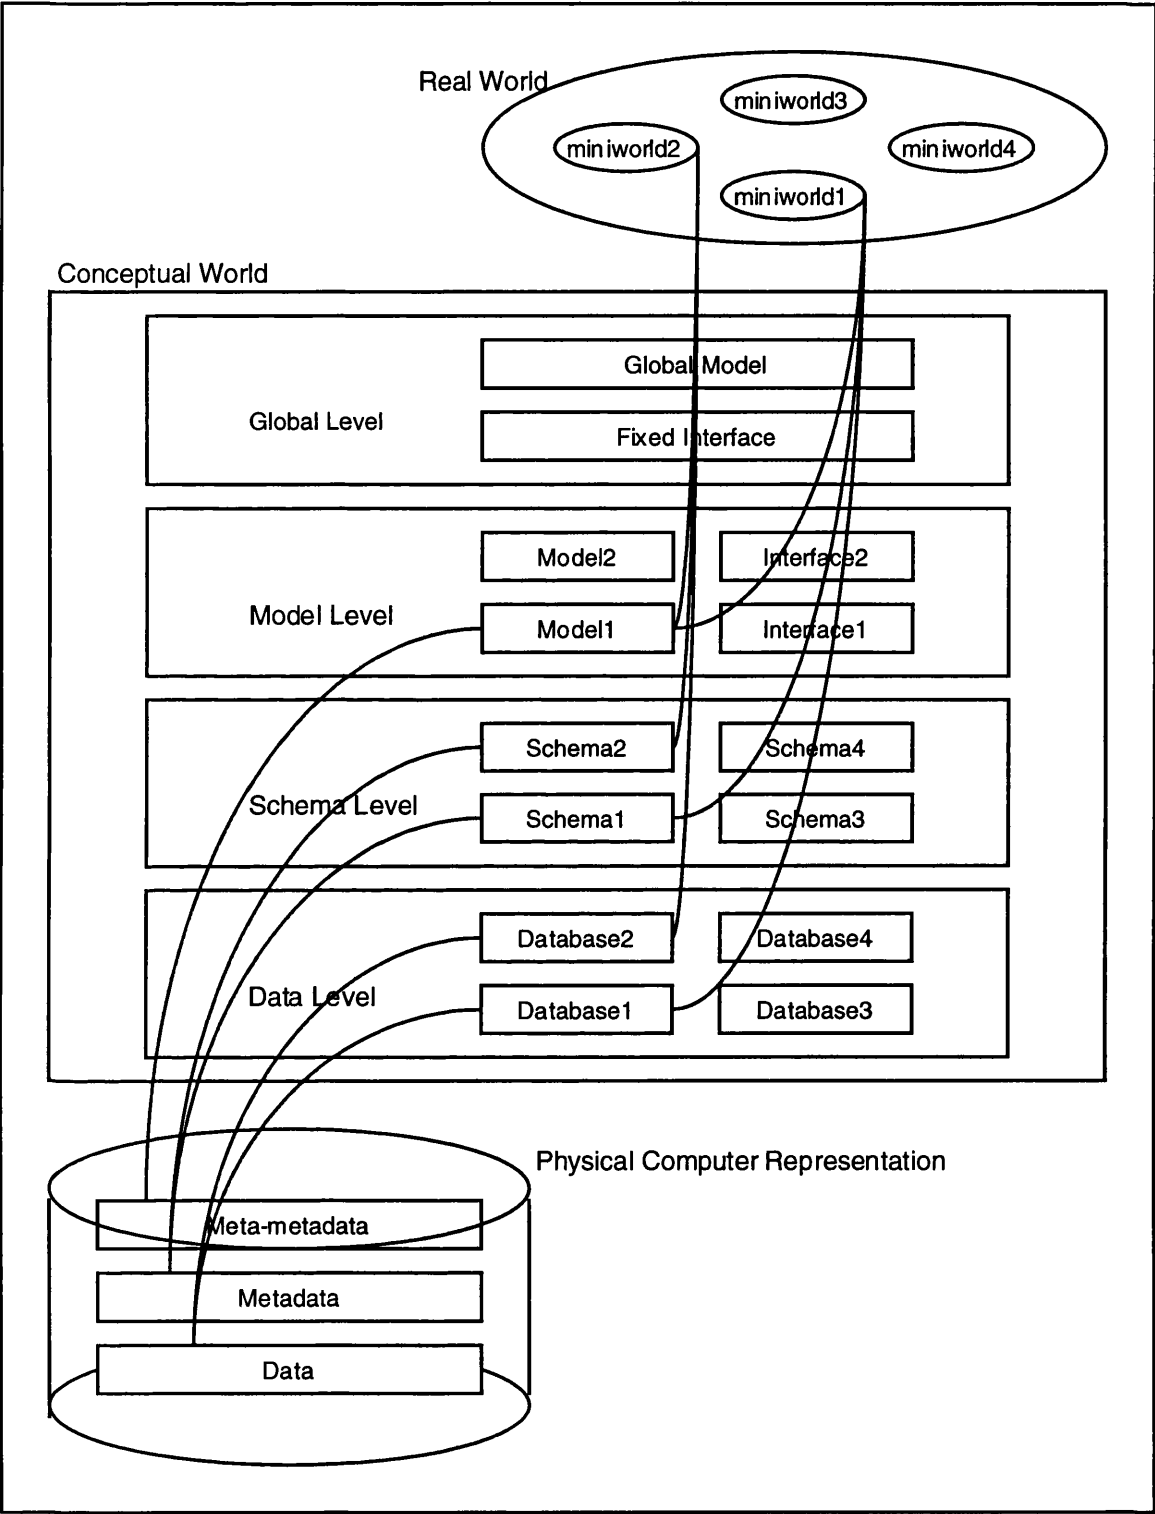 Real World
miniworld3
miniworld2
miniworld4
miniworld1
Conceptual World
Global Model
Global Level
Fixed Interface
Model2
Interface2
Model Level
Model1
Interface1
Schema2
Schema4
Schema Level
Schema1
Schema3
Database2
Database4
Data Level
Database1
Database3
Physical Computer Representation
Meta-metadata
Metadata
Data